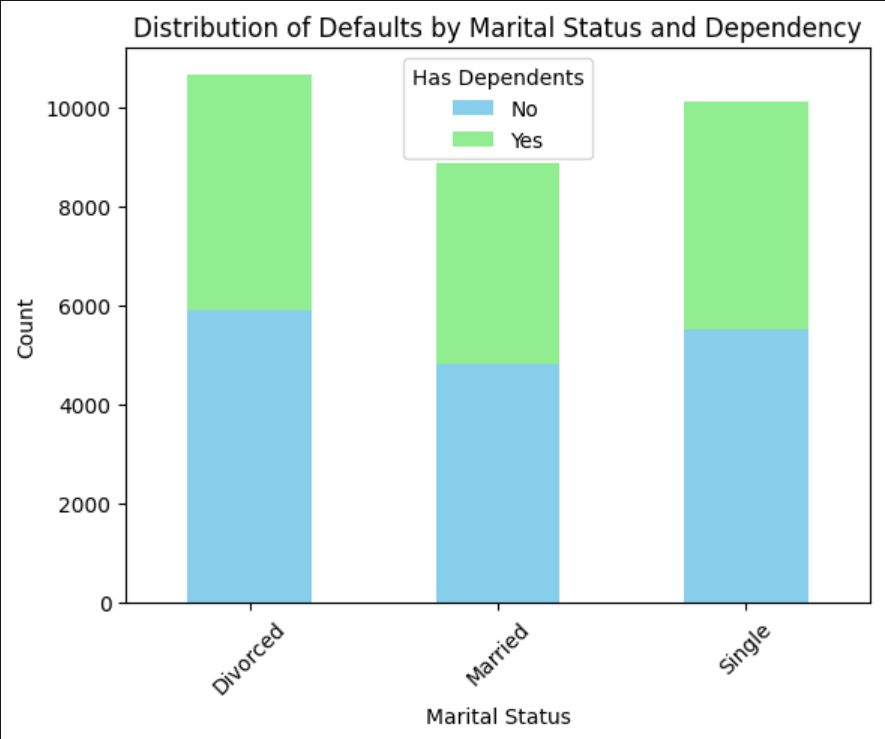 Distribution of Defaults by Marital Status and Dependency
Has Dependents
No
Yes
10000
8000
6000
4000
2000
0
Count
Divorced
Married
Single
Marital Status